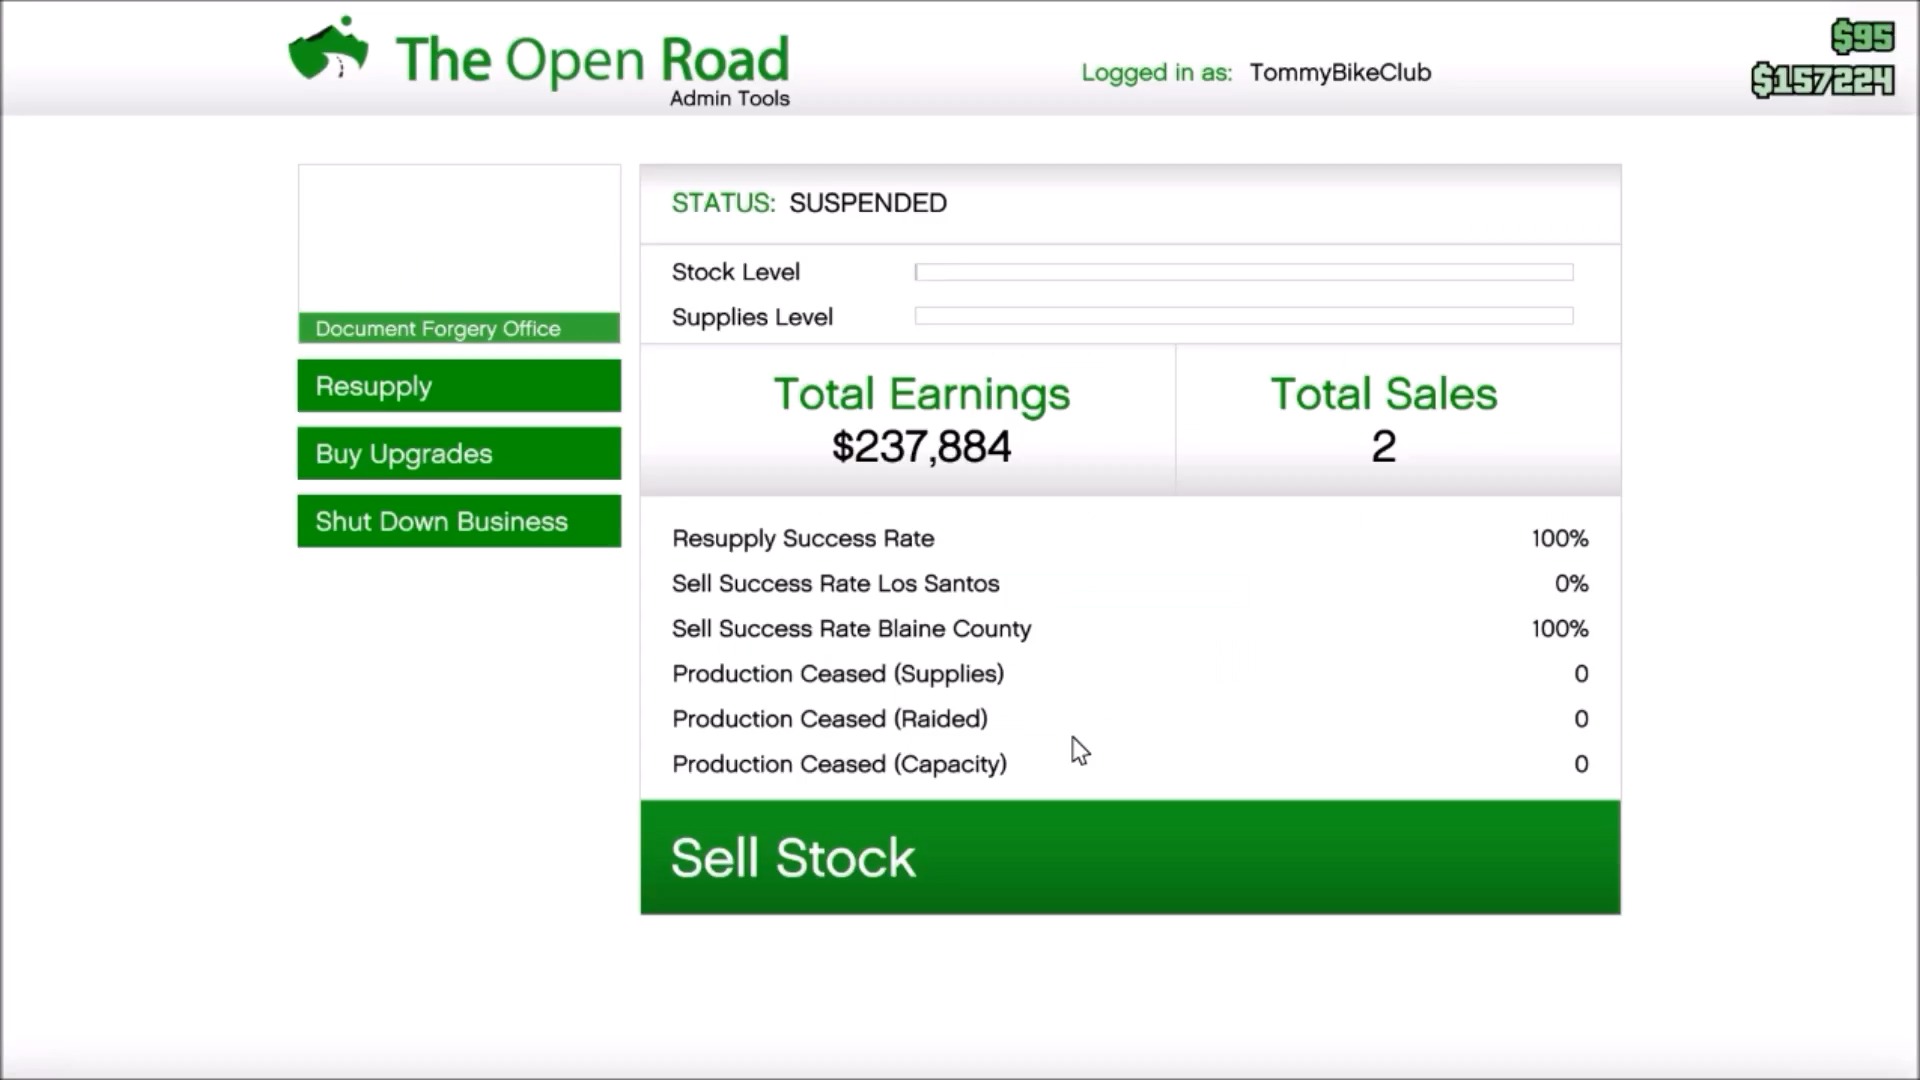 The Open Road
Admin Tools
Logged in as: TommyBikeClub
$95
$157224
Document Forgery Office
Resupply
Buy Upgrades
Shut Down Business
STATUS: SUSPENDED
Stock Level
Supplies Level
Total Earnings
$237,884
Total Sales
2
Resupply Success Rate 100%
Sell Success Rate Los Santos 0%
Sell Success Rate Blaine County 100%
Production Ceased (Supplies) 0
Production Ceased (Raided) 0
Production Ceased (Capacity) 0
Sell Stock